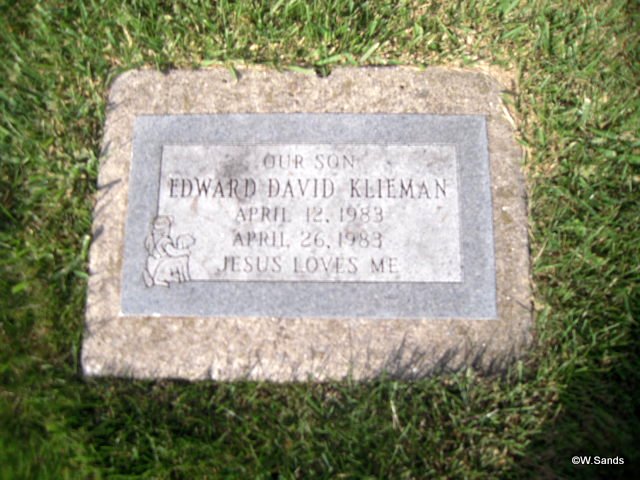 OUR SON
EDWARD DAVID KLIEMAN
APRIL 12, 1983
APRIL 26, 1983
JESUS LOVES ME
©W.Sands